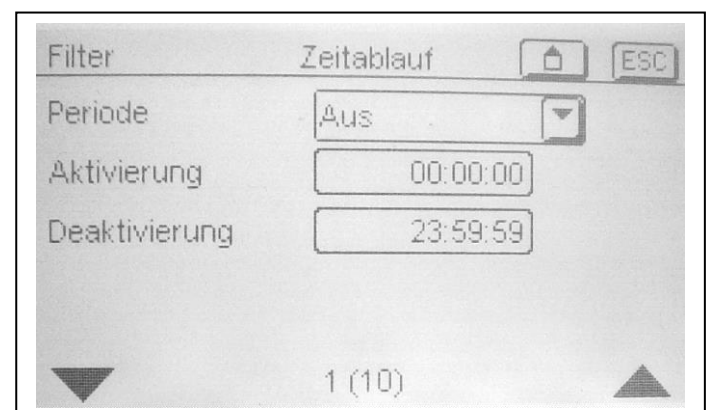 Filter Zeitablauf ESC
Periode Aus
Aktivierung 00:00:00
Deaktivierung 23:59:59
1 (10)